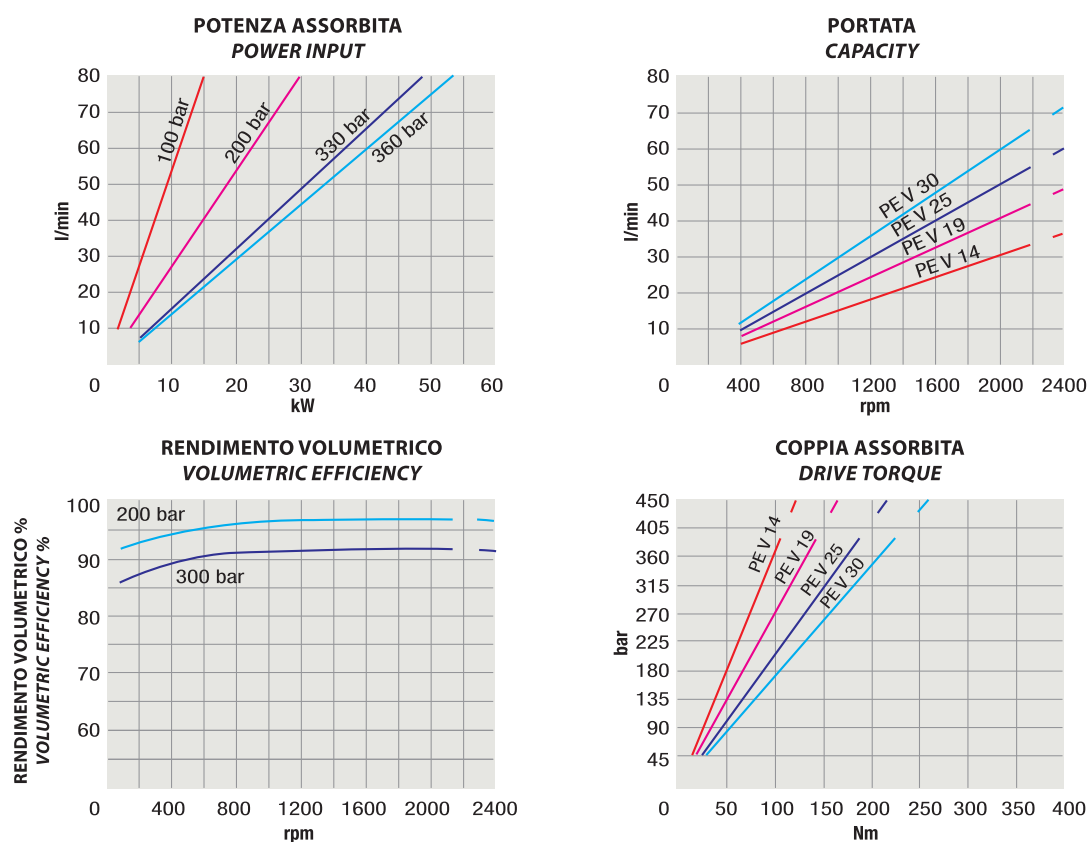 POTENZA ASSORBITA
POWER INPUT
80
70
60
50
40
30
20
10
l/min
100 bar
200 bar
330 bar
360 bar
0 10 20 30 40 50 60
kW
PORTATA
CAPACITY
80
70
60
50
40
30
20
10
l/min
PE V 30
PE V 25
PE V 19
PE V 14
0 400 800 1200 1600 2000 2400
rpm
RENDIMENTO VOLUMETRICO
VOLUMETRIC EFFICIENCY
RENDIMENTO VOLUMETRICO %
VOLUMETRIC EFFICIENCY %
100
90
80
70
60
200 bar
300 bar
0 400 800 1200 1600 2000 2400
rpm
COPPIA ASSORBITA
DRIVE TORQUE
450
405
360
315
270
225
180
135
90
45
bar
PE V 14
PE V 19
PE V 25
PE V 30
0 50 100 150 200 250 300 350 400
Nm